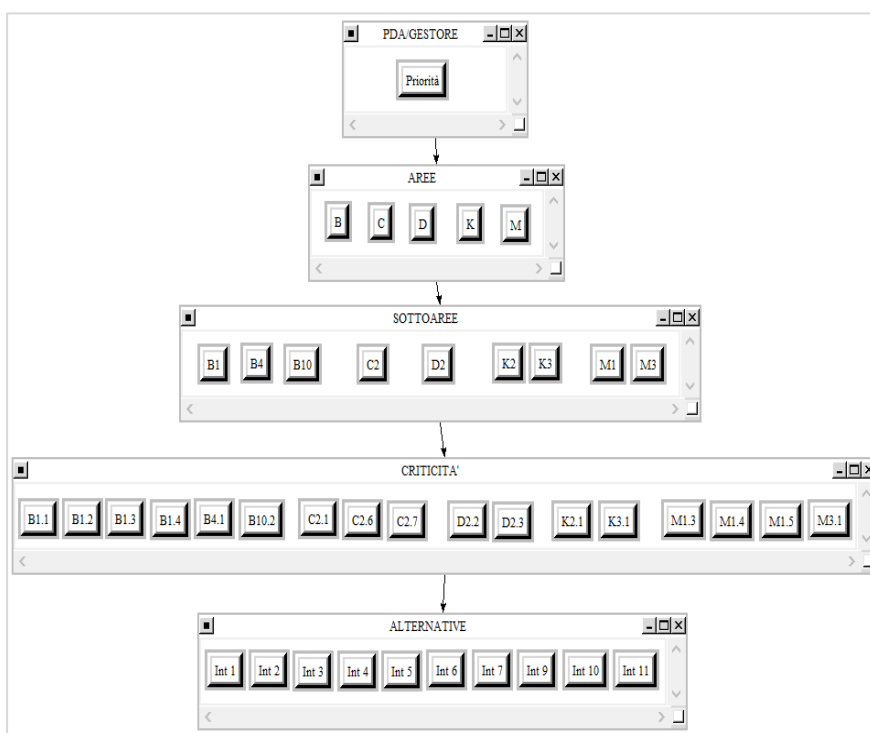 PDA/GESTORE
Priorità
AREE
B C D K M
SOTTOAREE
B1 B4 B10 C2 D2 K2 K3 M1 M3
CRITICITA'
B1.1 B1.2 B1.3 B1.4 B4.1 B10.2 C2.1 C2.6 C2.7 D2.2 D2.3 K2.1 K3.1 M1.3 M1.4 M1.5 M3.1
ALTERNATIVE
Int 1 Int 2 Int 3 Int 4 Int 5 Int 6 Int 7 Int 9 Int 10 Int 11